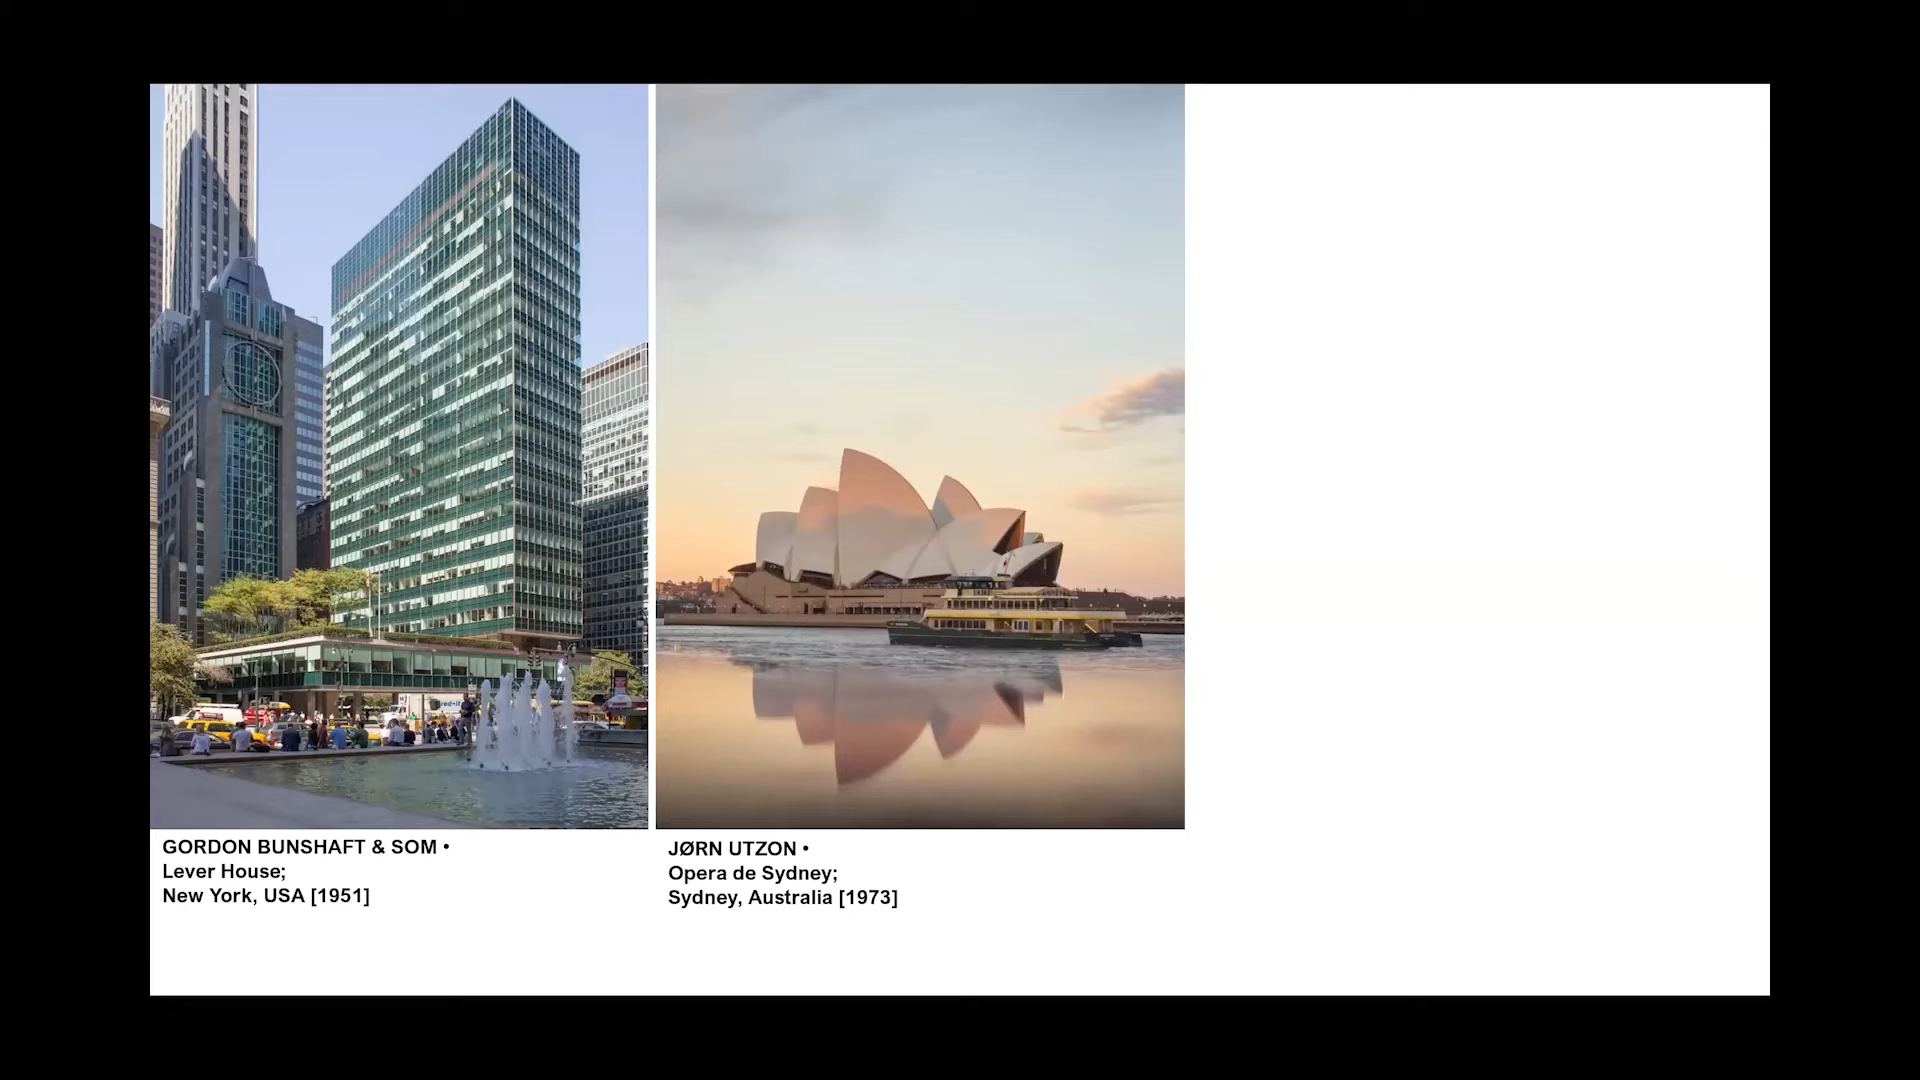 GORDON BUNSHAFT & SOM •
Lever House;
New York, USA [1951]
JØRN UTZON •
Opera de Sydney;
Sydney, Australia [1973]